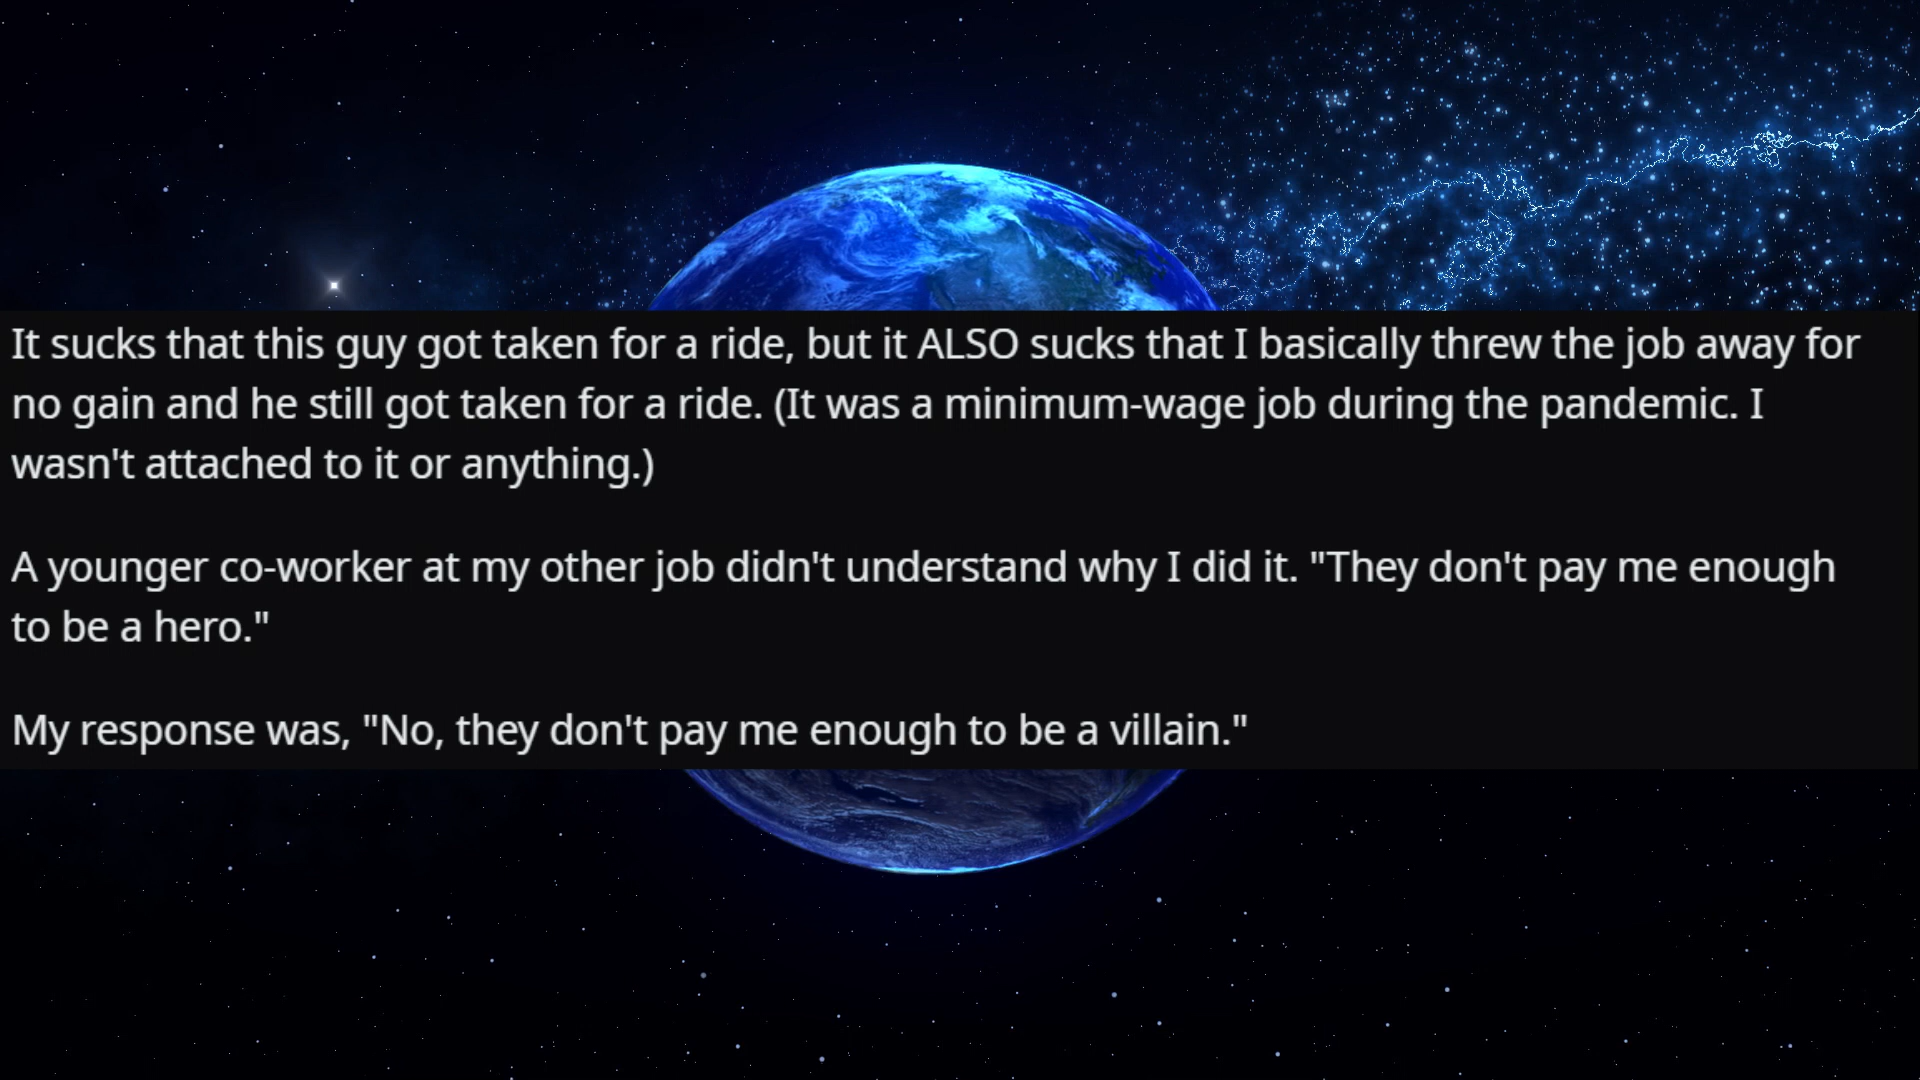 It sucks that this guy got taken for a ride, but it ALSO sucks that I basically threw the job away for
no gain and he still got taken for a ride. (It was a minimum-wage job during the pandemic. I
wasn't attached to it or anything.)
A younger co-worker at my other job didn't understand why I did it. "They don't pay me enough
to be a hero."
My response was, "No, they don't pay me enough to be a villain."